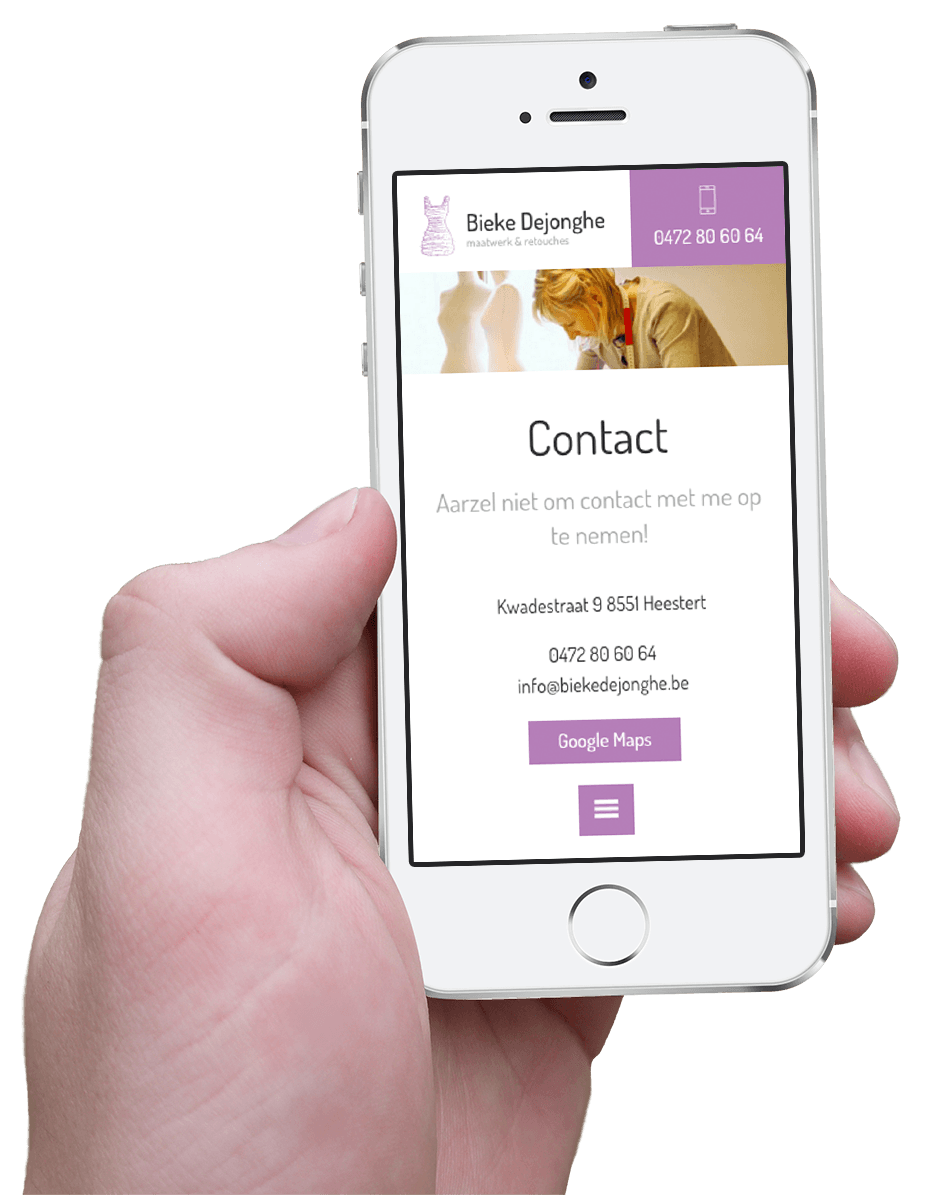 Bieke Dejonghe
maatwerk & retouches
0472 80 60 64
Contact
Aarzel niet om contact met me op
te nemen!
Kwadestraat 9 8551 Heestert
0472 80 60 64
info@biekedejonghe.be
Google Maps